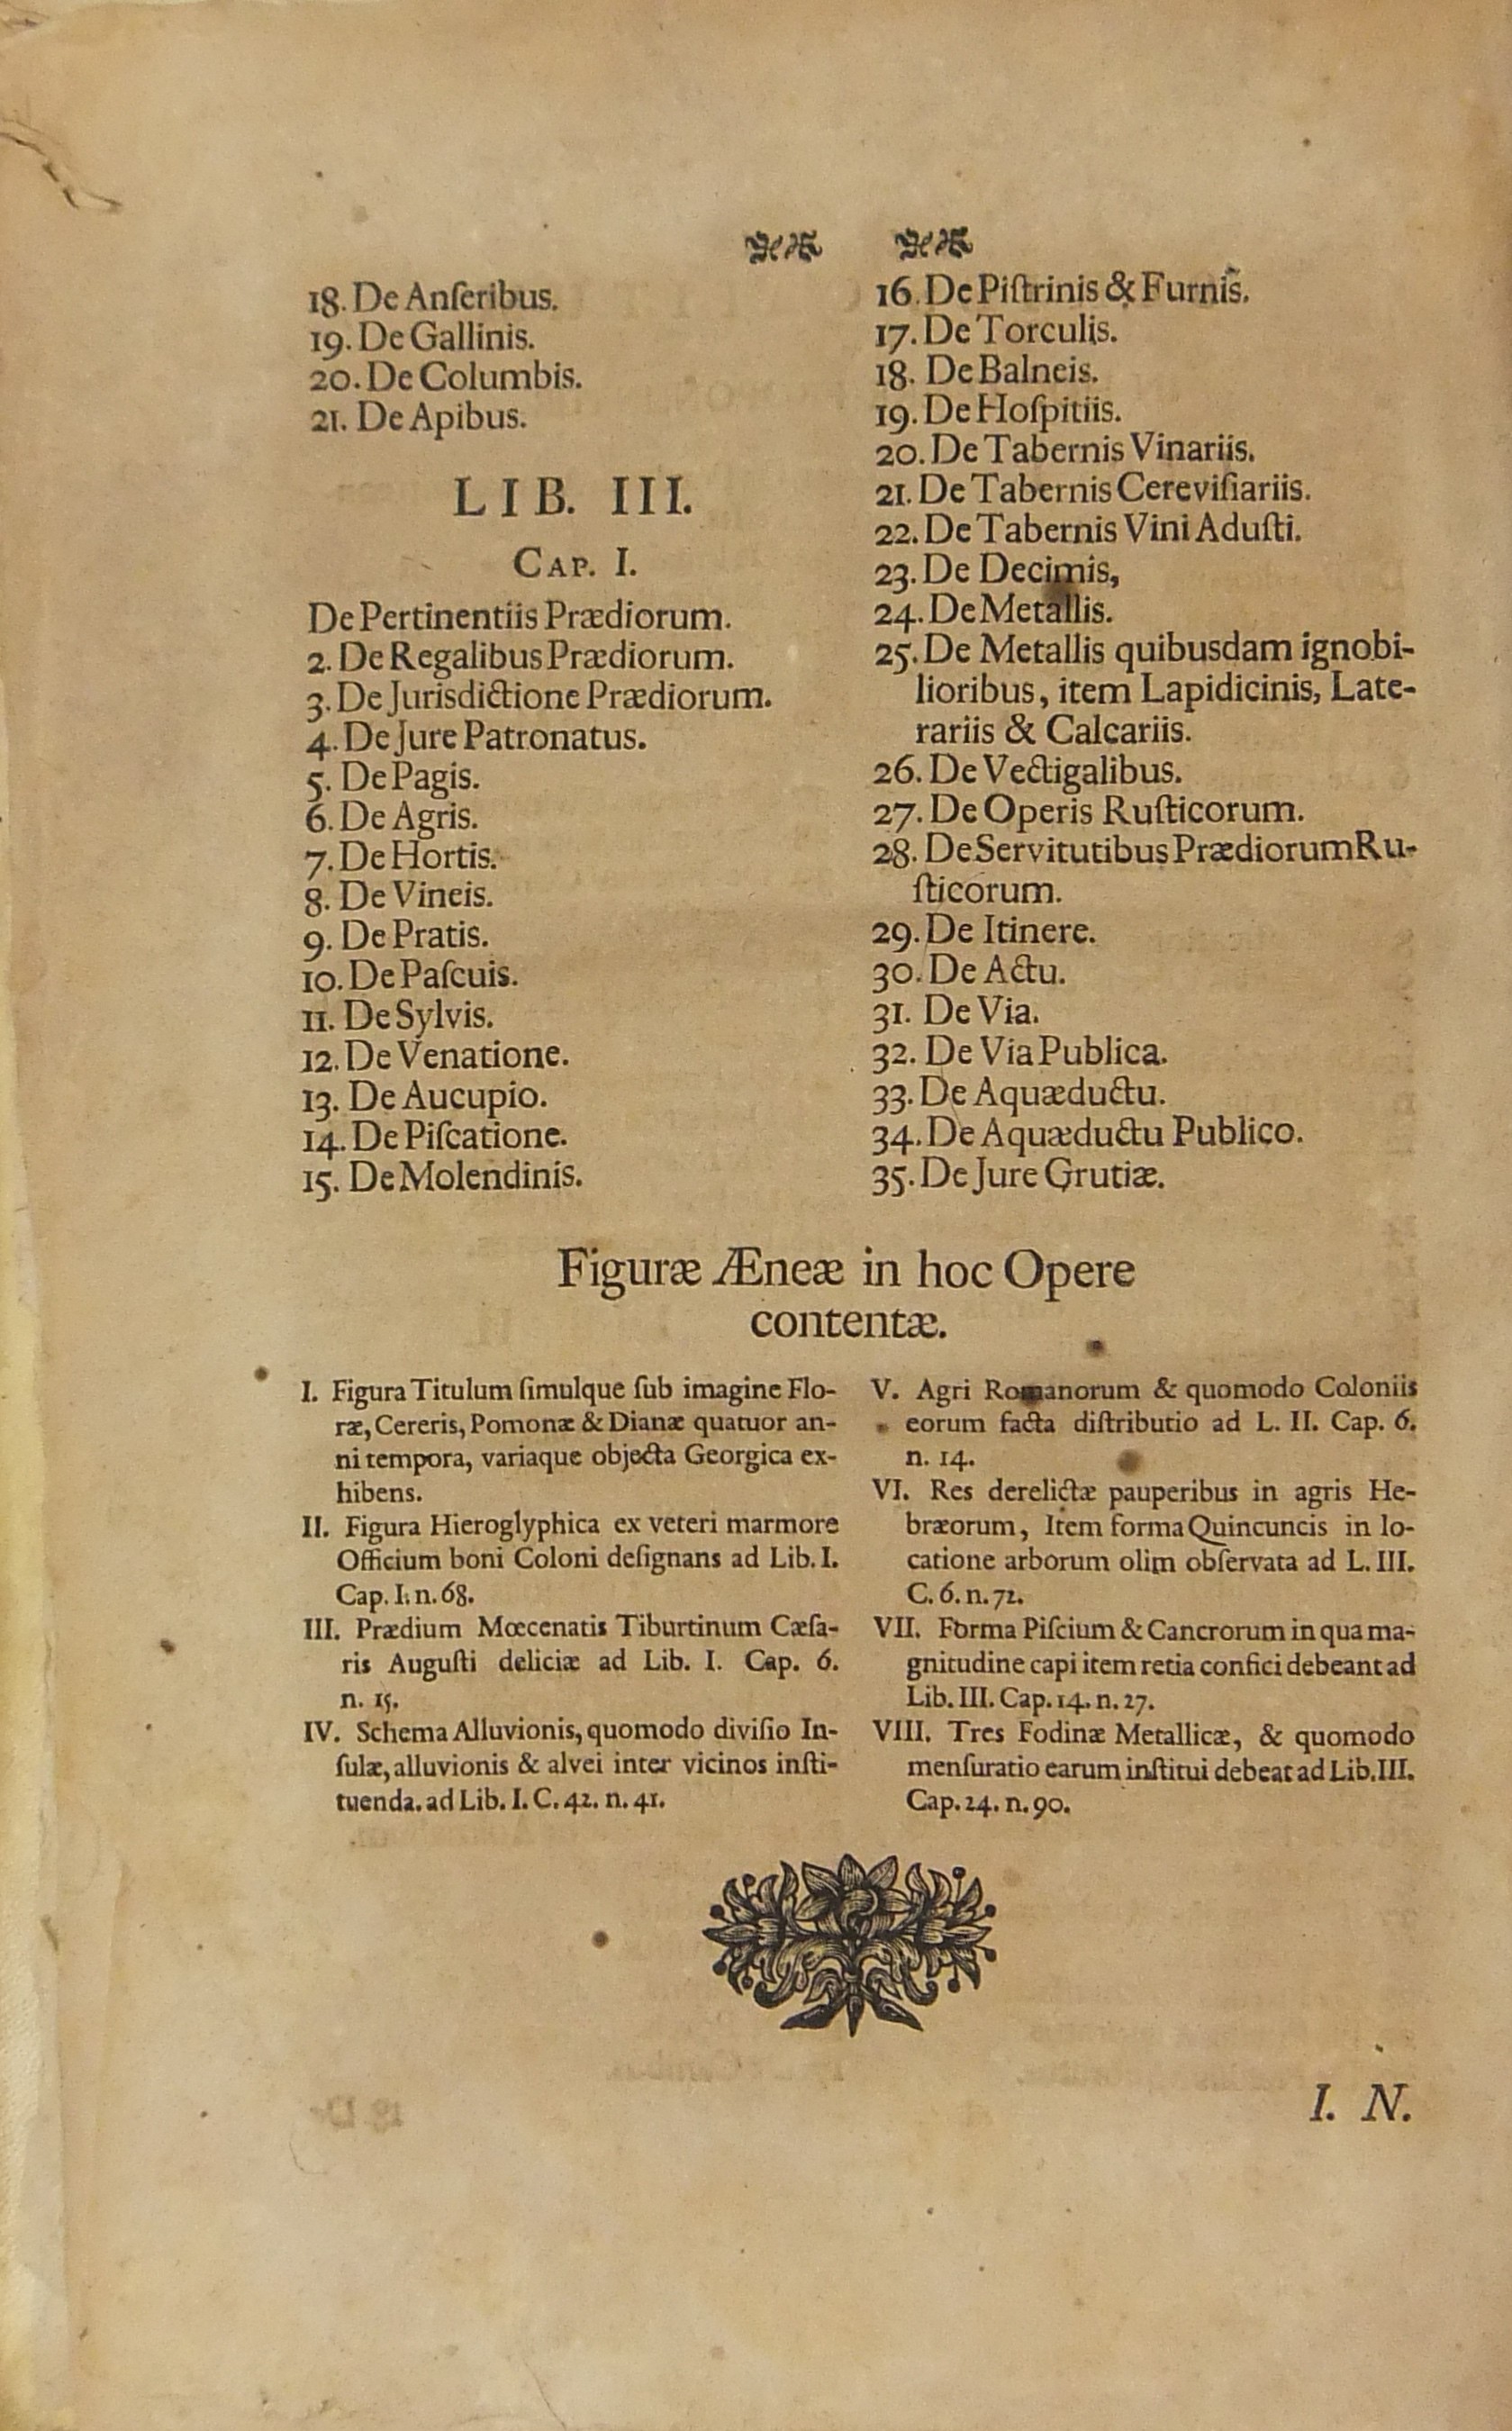 18. De Anſeribus.
19. De Gallinis.
20. De Columbis.
21. De Apibus.
LIB. III.
CAP. I.
De Pertinentiis Prædiorum.
2. De Regalibus Prædiorum.
3. De Jurisdictione Prædiorum.
4. De Jure Patronatus.
5. De Pagis.
6. De Agris.
7. De Hortis.
8. De Vineis.
9. De Pratis.
10. De Paſcuis.
11. De Sylvis.
12. De Venatione.
13. De Aucupio.
14. De Piſcatione.
15. De Molendinis.
16. De Piſtrinis & Furnis.
17. De Torculis.
18. De Balneis.
19. De Hoſpitiis.
20. De Tabernis Vinariis.
21. De Tabernis Cereviſiariis.
22. De Tabernis Vini Aduſti.
23. De Decimis,
24. De Metallis.
25. De Metallis quibusdam ignobi-
lioribus, item Lapidicinis, Late-
rariis & Calcariis.
26. De Vectigalibus.
27. De Operis Ruſticorum.
28. De Servitutibus Prædiorum Ru-
ſticorum.
29. De Itinere.
30. De Actu.
31. De Via.
32. De Via Publica.
33. De Aquæductu.
34. De Aquæductu Publico.
35. De Jure Grutiæ.
Figuræ Æneæ in hoc Opere
contentæ.
I. Figura Titulum ſimulque ſub imagine Flo-
ræ, Cereris, Pomonæ & Dianæ quatuor an-
ni tempora, variaque objecta Georgica ex-
hibens.
II. Figura Hieroglyphica ex veteri marmore
Officium boni Coloni deſignans ad Lib. I.
Cap. I. n. 68.
III. Prædium Mœcenatis Tiburtinum Cæſa-
ris Auguſti deliciæ ad Lib. I. Cap. 6.
n. 15.
IV. Schema Alluvionis, quomodo diviſio In-
ſulæ, alluvionis & alvei inter vicinos inſti-
tuenda. ad Lib. I. C. 42. n. 41.
V. Agri Romanorum & quomodo Coloniis
eorum facta diſtributio ad L. II. Cap. 6.
n. 14.
VI. Res derelictæ pauperibus in agris He-
bræorum, Item forma Quincuncis in lo-
catione arborum olim obſervata ad L. III.
C. 6. n. 72.
VII. Forma Piſcium & Cancrorum in qua ma-
gnitudine capi item retia confici debeant ad
Lib. III. Cap. 14. n. 27.
VIII. Tres Fodinæ Metallicæ, & quomodo
menſuratio earum inſtitui debeat ad Lib. III.
Cap. 24. n. 90.
I. N.